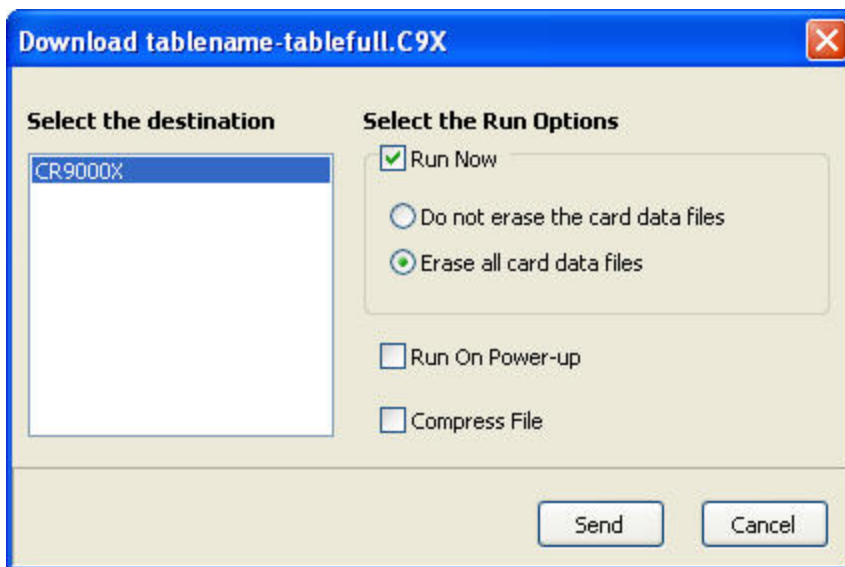 Download tablename-tablefull.C9X
Select the destination
CR9000X
Select the Run Options
Run Now
Do not erase the card data files
Erase all card data files
Run On Power-up
Compress File
Send
Cancel